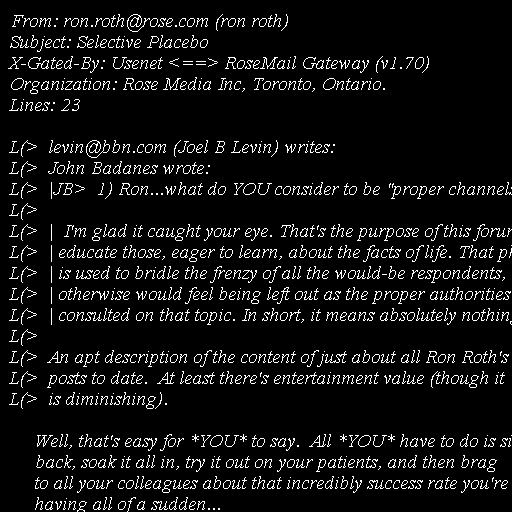 From: ron.roth@rose.com (ron roth)
Subject: Selective Placebo
X-Gated-By: Usenet <==> RoseMail Gateway (v1.70)
Organization: Rose Media Inc, Toronto, Ontario.
Lines: 23

L(>  levin@bbn.com (Joel B Levin) writes:
L(>  John Badanes wrote:
L(>  |JB>  1) Ron...what do YOU consider to be "proper channels
L(>
L(>  |  I'm glad it caught your eye. That's the purpose of this forum
L(>  | educate those, eager to learn, about the facts of life. That ph
L(>  | is used to bridle the frenzy of all the would-be respondents,
L(>  | otherwise would feel being left out as the proper authorities
L(>  | consulted on that topic. In short, it means absolutely nothing
L(>
L(>  An apt description of the content of just about all Ron Roth's
L(>  posts to date.  At least there's entertainment value (though it
L(>  is diminishing).

Well, that's easy for *YOU* to say.  All *YOU* have to do is si
back, soak it all in, try it out on your patients, and then brag
to all your colleagues about that incredibly success rate you're
having all of a sudden...